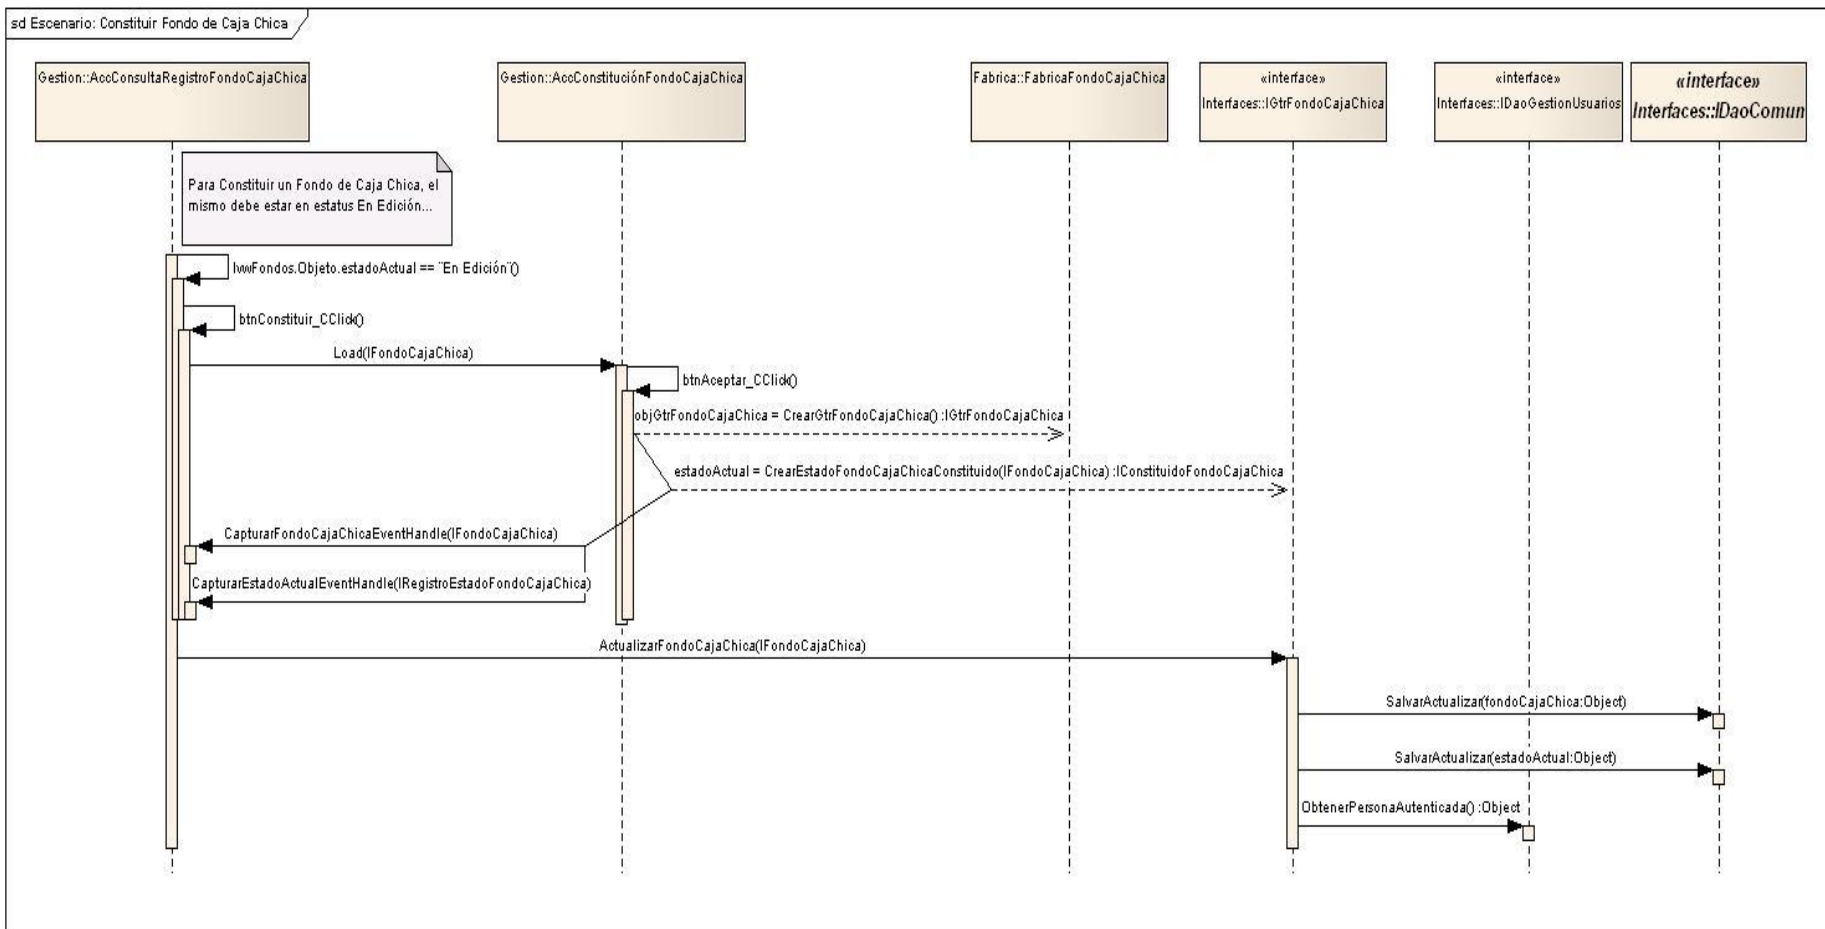 sd Escenario: Constituir Fondo de Caja Chica
Gestion::AccConsultaRegistroFondoCajaChica
Gestion::AccConstituciónFondoCajaChica
Fabrica::FabricaFondoCajaChica
«interface»
Interfaces::IGtrFondoCajaChica
«interface»
Interfaces::IDaoGestionUsuarios
«interface»
Interfaces::IDaoComun
Para Constituir un Fondo de Caja Chica, el
mismo debe estar en estatus En Edición...
lvwFondos.Objeto.estadoActual == "En Edición"()
btnConstituir_CClick()
Load(IFondoCajaChica)
btnAceptar_CClick()
objGtrFondoCajaChica = CrearGtrFondoCajaChica() :IGtrFondoCajaChica
estadoActual = CrearEstadoFondoCajaChicaConstituido(IFondoCajaChica) :IConstituidoFondoCajaChica
CapturarFondoCajaChicaEventHandle(IFondoCajaChica)
CapturarEstadoActualEventHandle(IRegistroEstadoFondoCajaChica)
ActualizarFondoCajaChica(IFondoCajaChica)
SalvarActualizar(fondoCajaChica:Object)
SalvarActualizar(estadoActual:Object)
ObtenerPersonaAutenticada() :Object